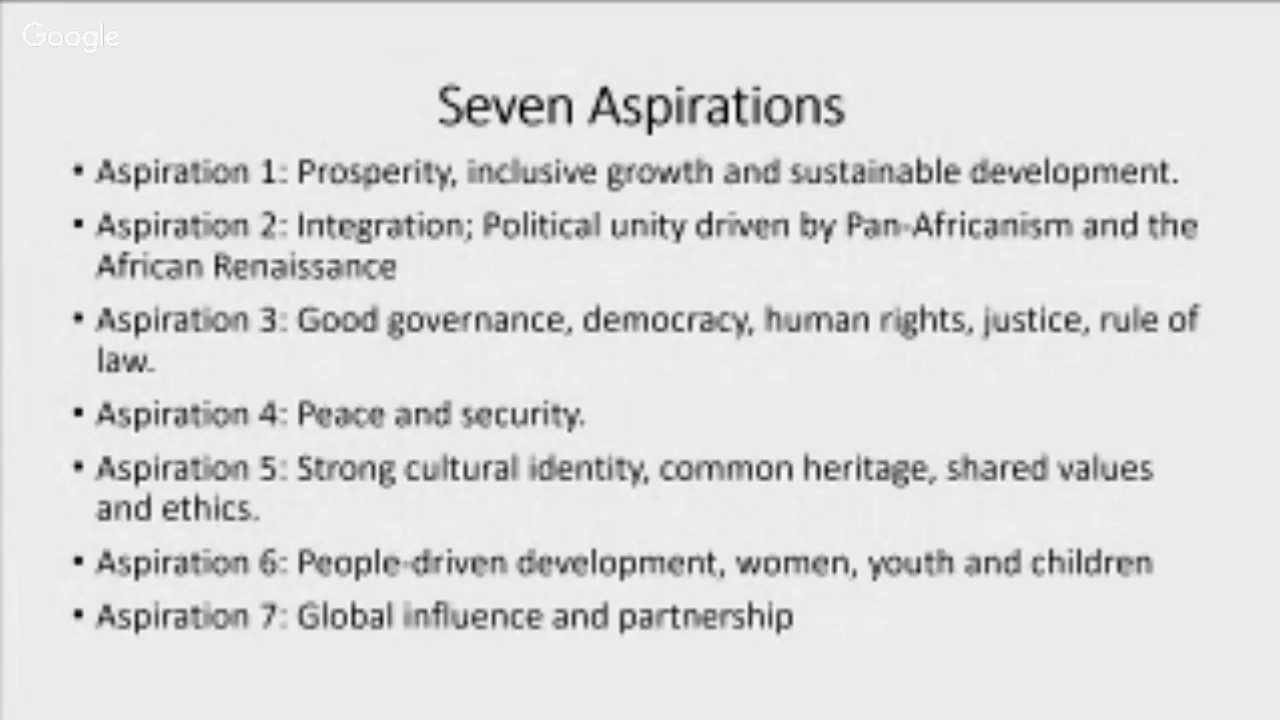 Google
Seven Aspirations
• Aspiration 1: Prosperity, inclusive growth and sustainable development.
• Aspiration 2: Integration; Political unity driven by Pan-Africanism and the
African Renaissance
• Aspiration 3: Good governance, democracy, human rights, justice, rule of
law.
• Aspiration 4: Peace and security.
• Aspiration 5: Strong cultural identity, common heritage, shared values
and ethics.
• Aspiration 6: People-driven development, women, youth and children
• Aspiration 7: Global influence and partnership